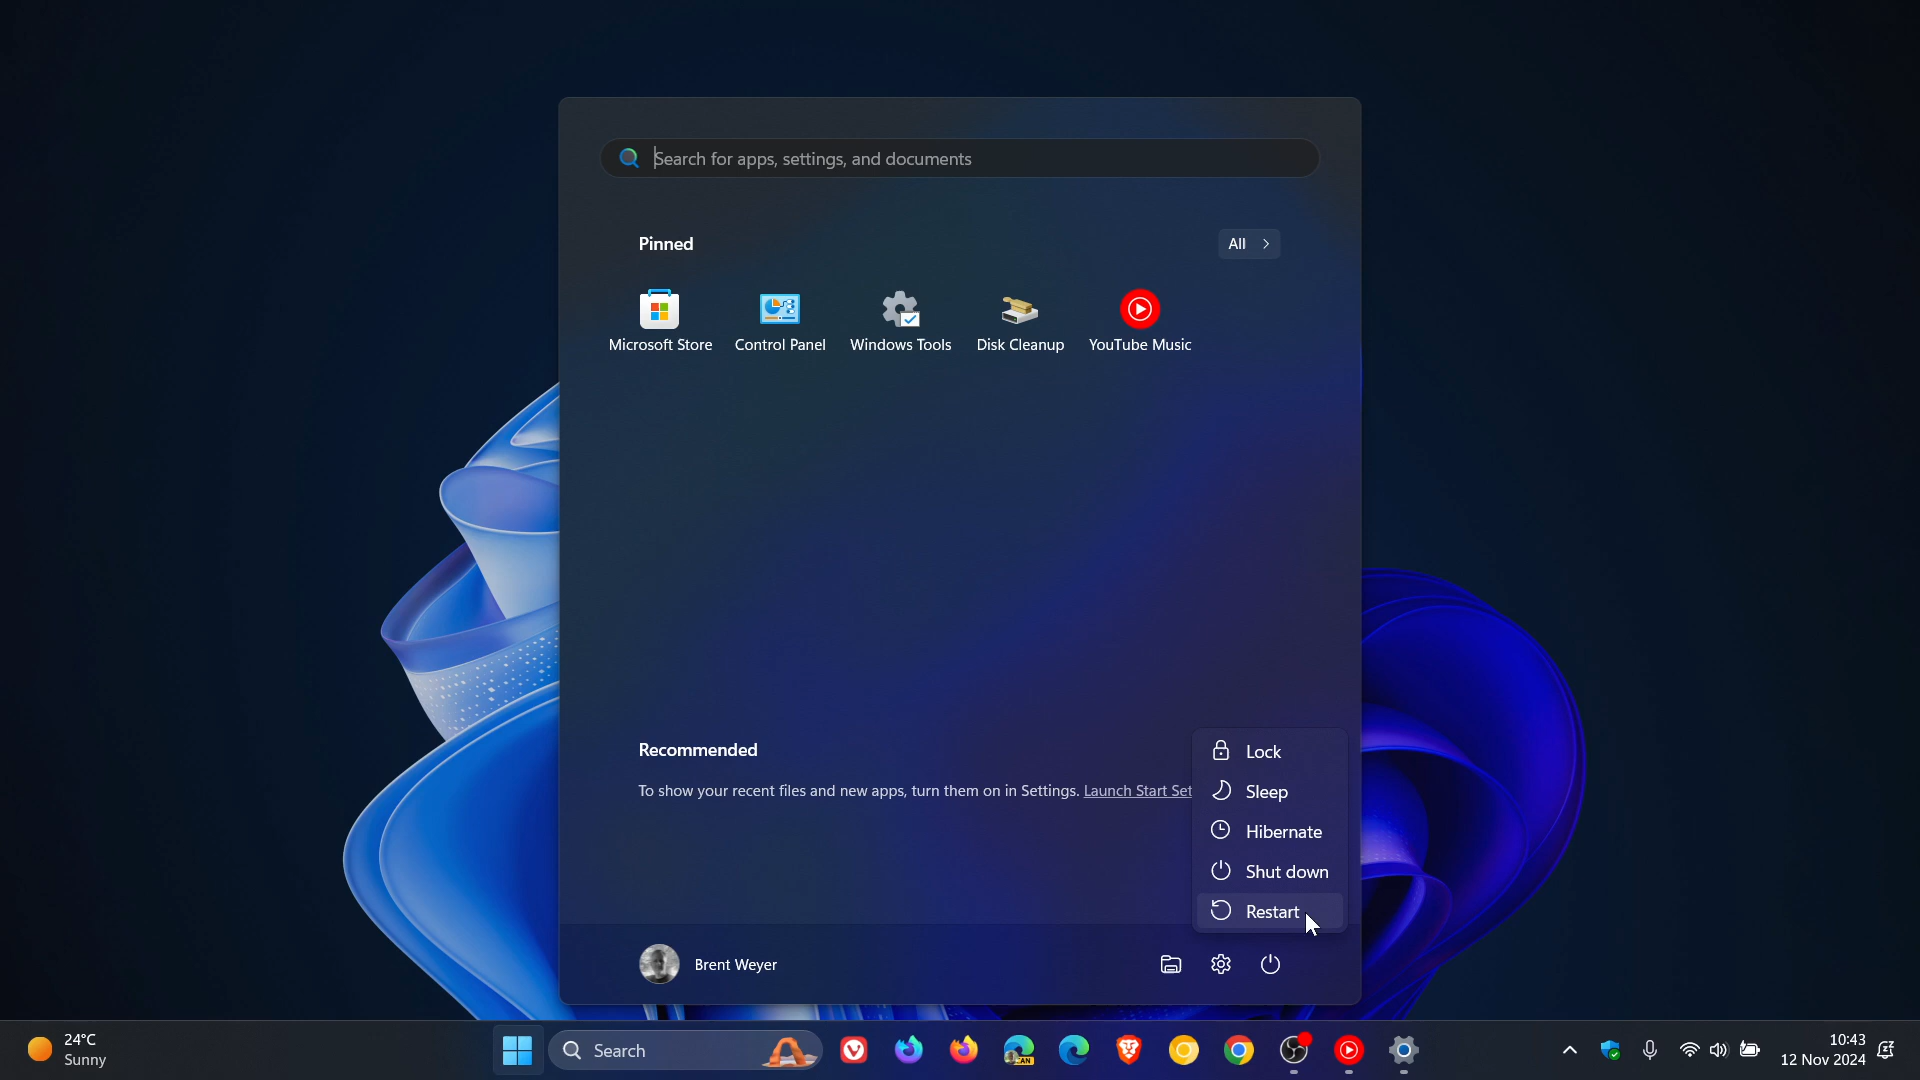 Search for apps, settings, and documents
Pinned
All
Microsoft Store
Control Panel
Windows Tools
Disk Cleanup
YouTube Music
Recommended
To show your recent files and new apps, turn them on in Settings. Launch Start Set
Lock
Sleep
Hibernate
Shut down
Restart
Brent Weyer
24°C
Sunny
Search
CAN
10:43
12 Nov 2024